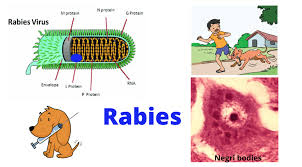 M protein
N protein
G Protein
Rabies Virus
Envelope
L Protein
P Protein
RNA
Rabies
Negri bodies